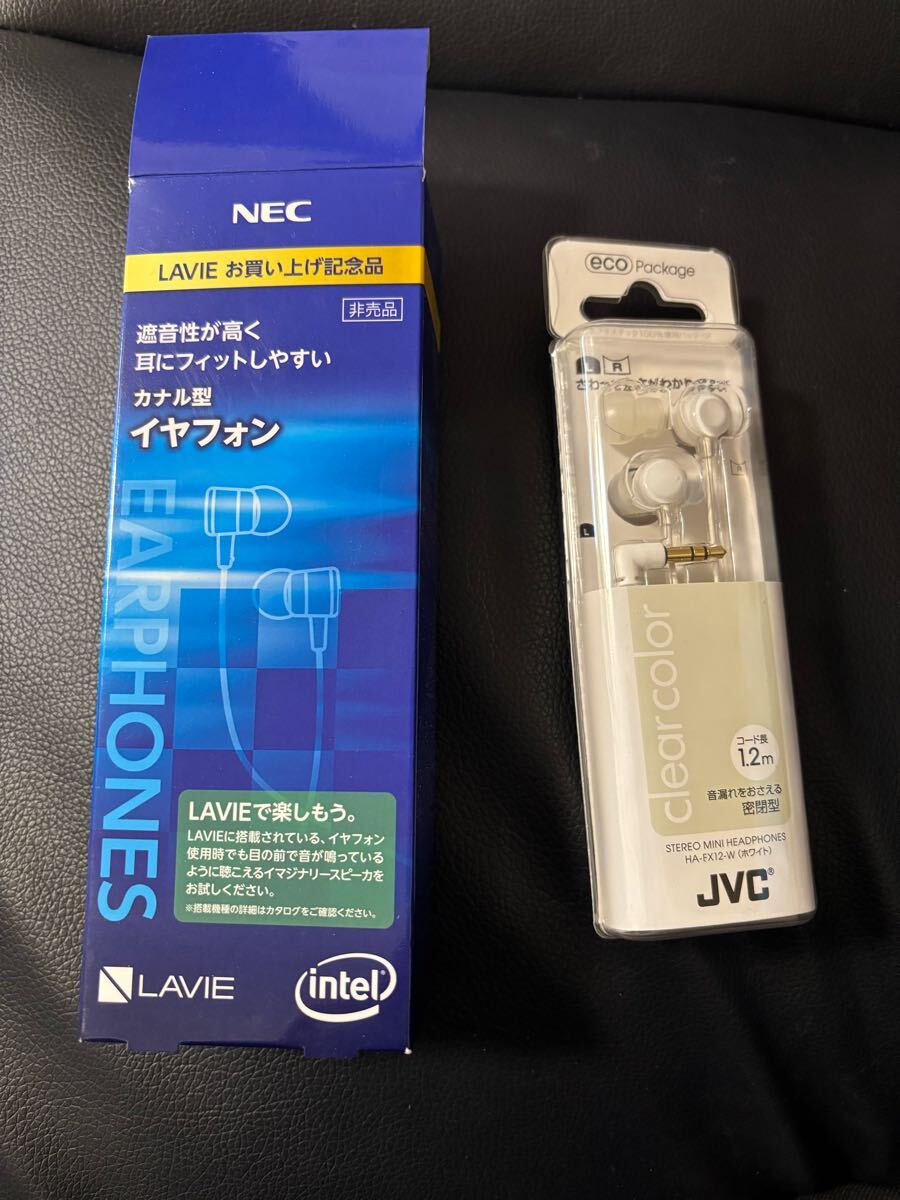 NEC
LAVIE お買い上げ記念品
非売品
遮音性が高く
耳にフィットしやすい
カナル型
イヤフォン
EARPHONES
LAVIEで楽しもう。
LAVIEに搭載されている、イヤフォン
使用時でも目の前で音が鳴っている
ように聴こえるイマジナリースピーカを
お試しください。
※搭載機種の詳細はカタログをご確認ください。
LAVIE
intel
eco Package
L R
clearcolor
コード長
1.2m
音漏れをおさえる
密閉型
STEREO MINI HEADPHONES
HA-FX12-W（ホワイト）
JVC®